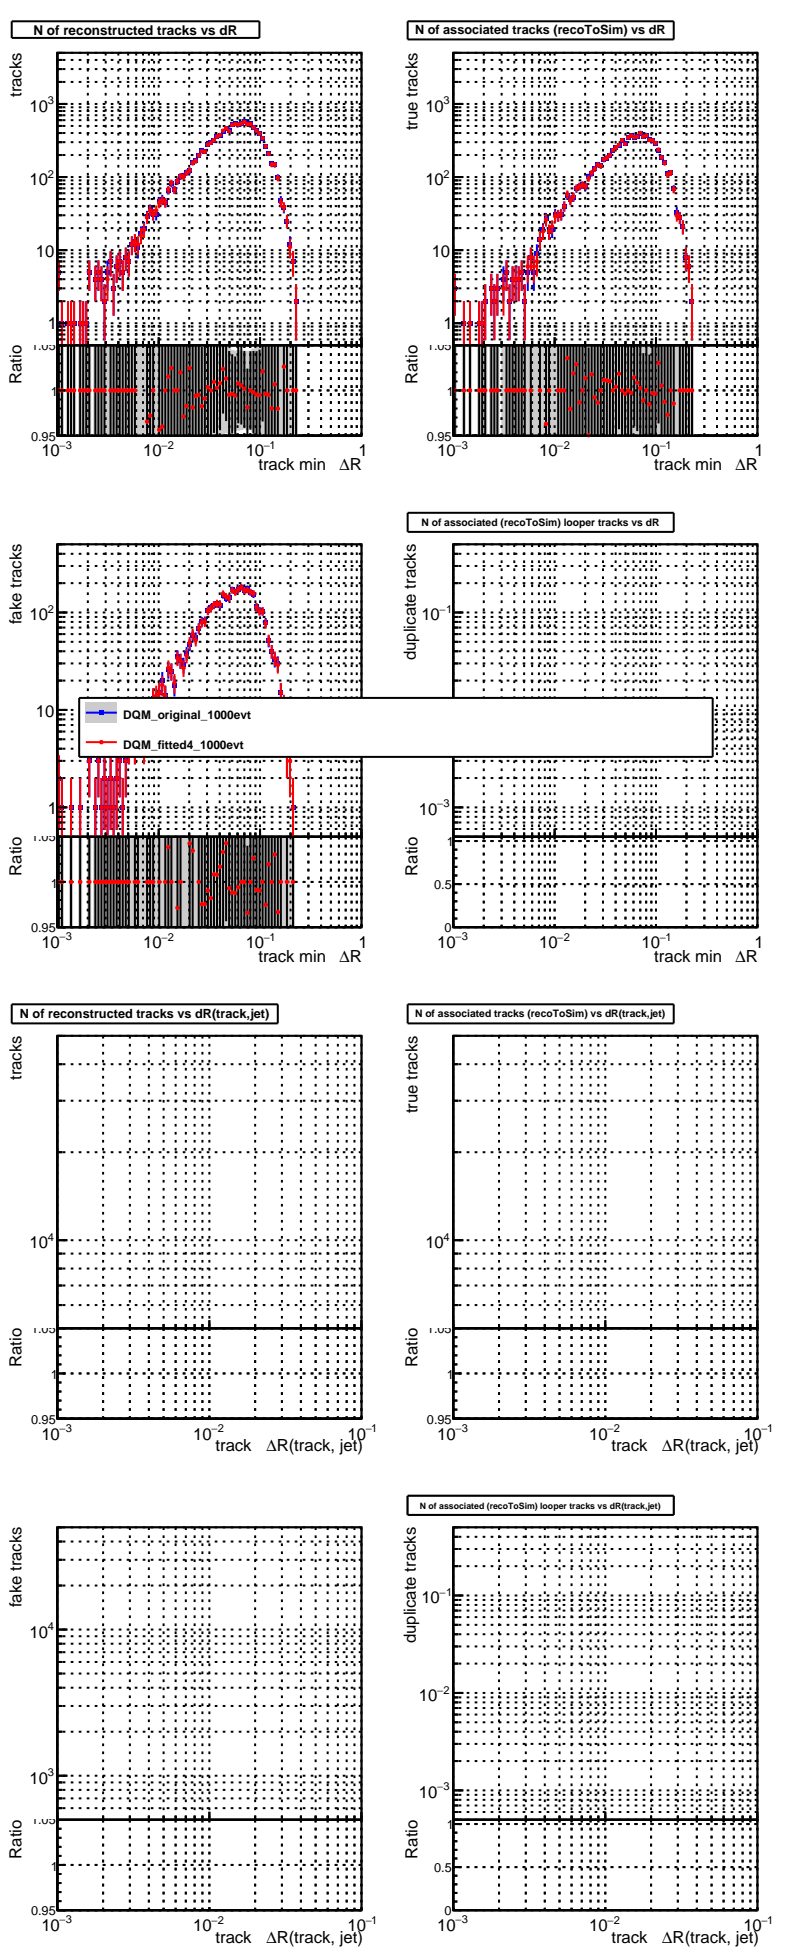 N of reconstructed tracks vs dR
N of associated tracks (recoToSim) vs dR
tracks
10³
10²
10
1
Ratio
1.05
1
0.95
10⁻³
10⁻²
10⁻¹
1
track min ΔR
true tracks
10³
10²
10
1
Ratio
1.05
1
0.95
10⁻³
10⁻²
10⁻¹
1
track min ΔR
N of associated (recoToSim) looper tracks vs dR
fake tracks
10²
10
1
Ratio
1.05
1
0.95
10⁻³
10⁻²
10⁻¹
1
track min ΔR
duplicate tracks
10⁻¹
10⁻³
Ratio
1
0.5
0
10⁻³
10⁻²
10⁻¹
1
track min ΔR
DQM_original_1000evt
DQM_fitted4_1000evt
N of reconstructed tracks vs dR(track,jet)
N of associated tracks (recoToSim) vs dR(track,jet)
tracks
10⁴
Ratio
1.05
1
0.95
10⁻³
10⁻²
10⁻¹
track ΔR(track, jet)
true tracks
10⁴
Ratio
1.05
1
0.95
10⁻³
10⁻²
10⁻¹
track ΔR(track, jet)
N of associated (recoToSim) looper tracks vs dR(track,jet)
fake tracks
10⁴
10³
Ratio
1.05
1
0.95
10⁻³
10⁻²
10⁻¹
track ΔR(track, jet)
duplicate tracks
10⁻¹
10⁻²
10⁻³
Ratio
1
0.5
0
10⁻³
10⁻²
10⁻¹
track ΔR(track, jet)